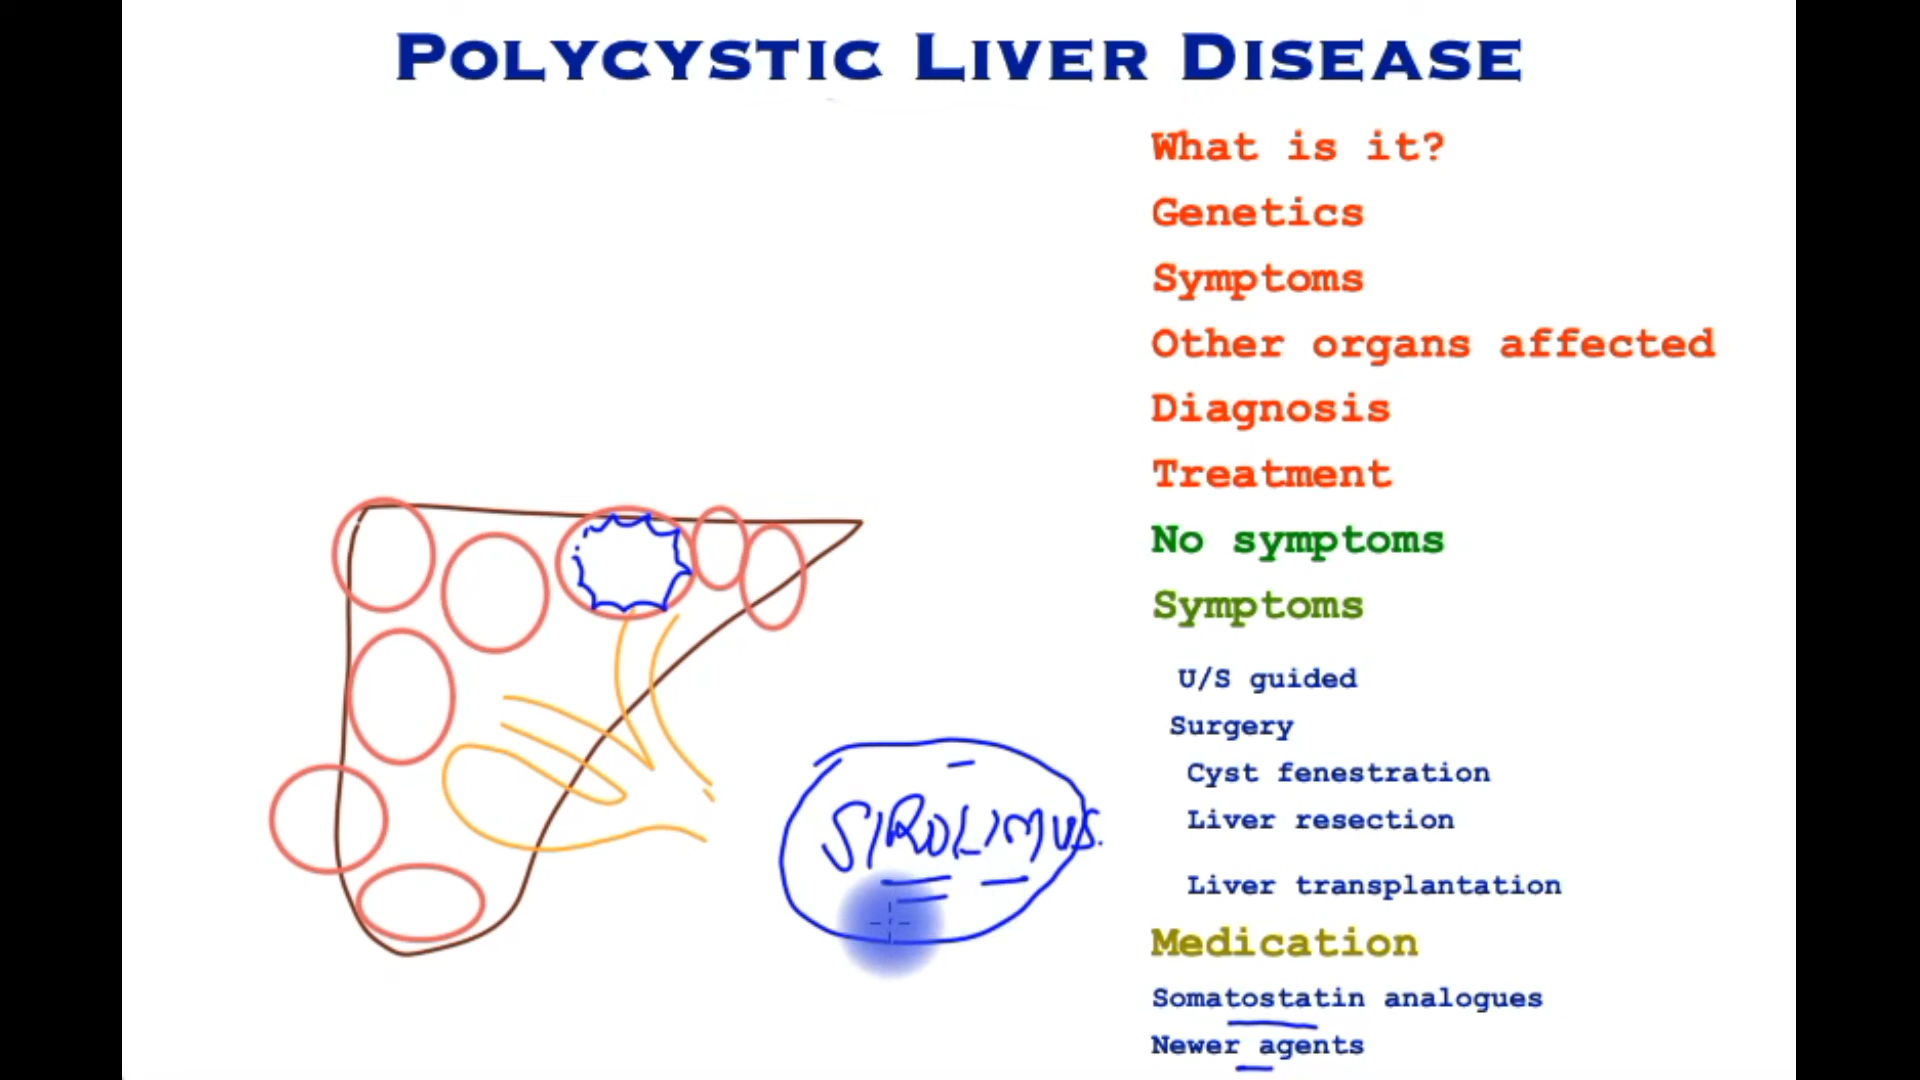 POLYCYSTIC LIVER DISEASE
What is it?
Genetics
Symptoms
Other organs affected
Diagnosis
Treatment
No symptoms
Symptoms
U/S guided
Surgery
Cyst fenestration
Liver resection
Liver transplantation
Medication
Somatostatin analogues
Newer agents
SIROLIMUS.